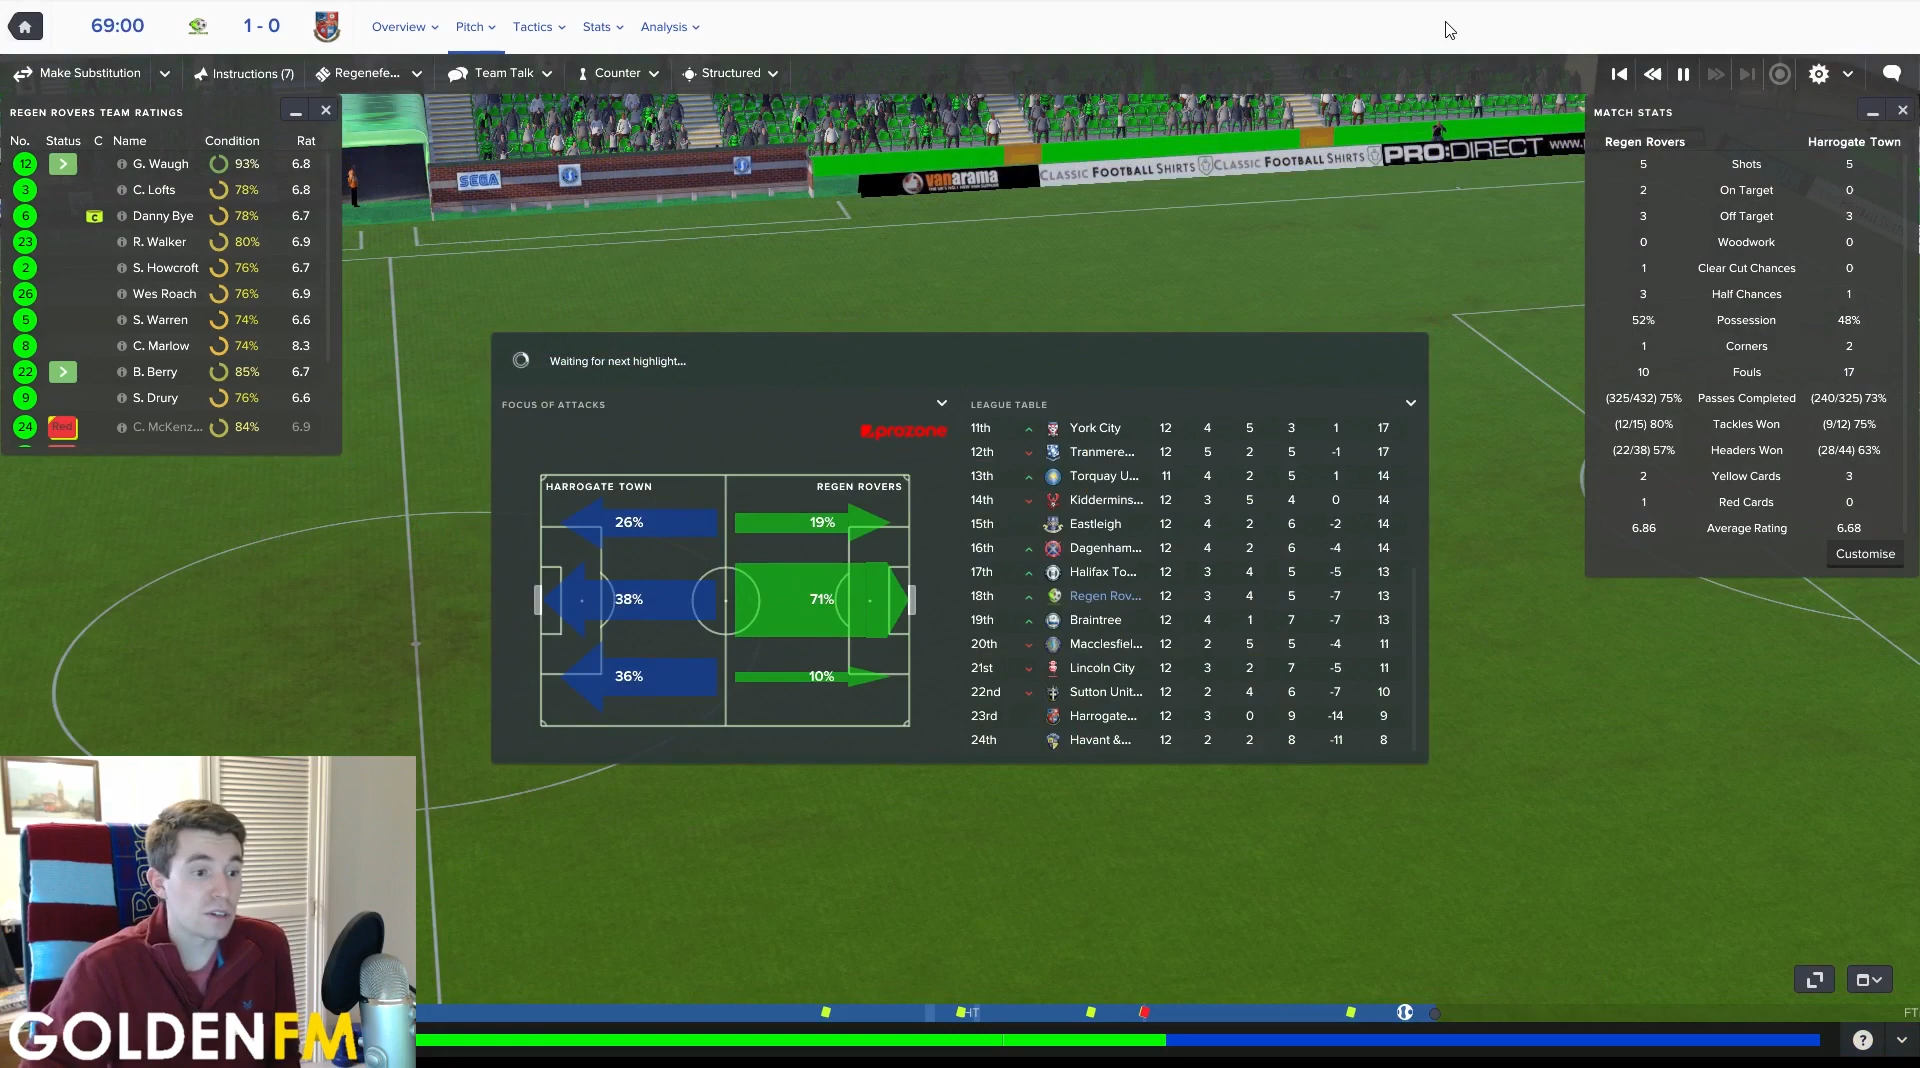 69:00 1 - 0 Overview Pitch Tactics Stats Analysis
Make Substitution Instructions (7) Regenefe... Team Talk Counter Structured
REGEN ROVERS TEAM RATINGS
No. Status C Name Condition Rat
12 G. Waugh 93% 6.8
3 C. Lofts 78% 6.8
6 C Danny Bye 78% 6.7
23 R. Walker 80% 6.9
2 S. Howcroft 76% 6.7
26 Wes Roach 76% 6.9
5 S. Warren 74% 6.6
8 C. Marlow 74% 8.3
22 B. Berry 85% 6.7
9 S. Drury 76% 6.6
24 Red C. McKenz... 84% 6.9
SEGA
vanarama
CLASSIC FOOTBALL SHIRTS CLASSIC FOOTBALL SHIRTS
PRO:DIRECT www.
MATCH STATS
Regen Rovers Harrogate Town
5 Shots 5
2 On Target 0
3 Off Target 3
0 Woodwork 0
1 Clear Cut Chances 0
3 Half Chances 1
52% Possession 48%
1 Corners 2
10 Fouls 17
(325/432) 75% Passes Completed (240/325) 73%
(12/15) 80% Tackles Won (9/12) 75%
(22/38) 57% Headers Won (28/44) 63%
2 Yellow Cards 3
1 Red Cards 0
6.86 Average Rating 6.68
Customise
Waiting for next highlight...
FOCUS OF ATTACKS
prozone
HARROGATE TOWN REGEN ROVERS
26% 19%
38% 71%
36% 10%
LEAGUE TABLE
11th York City 12 4 5 3 1 17
12th Tranmere... 12 5 2 5 -1 17
13th Torquay U... 11 4 2 5 1 14
14th Kiddermins... 12 3 5 4 0 14
15th Eastleigh 12 4 2 6 -2 14
16th Dagenham... 12 4 2 6 -4 14
17th Halifax To... 12 3 4 5 -5 13
18th Regen Rov... 12 3 4 5 -7 13
19th Braintree 12 4 1 7 -7 13
20th Macclesfiel... 12 2 5 5 -4 11
21st Lincoln City 12 3 2 7 -5 11
22nd Sutton Unit... 12 2 4 6 -7 10
23rd Harrogate... 12 3 0 9 -14 9
24th Havant &... 12 2 2 8 -11 8
GOLDENFM
HT FT
?